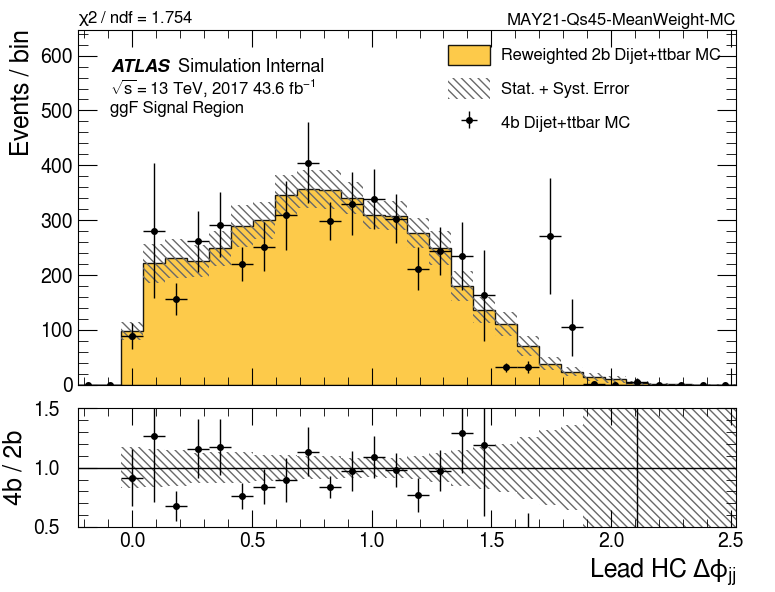 χ2 / ndf = 1.754
MAY21-Qs45-MeanWeight-MC
Events / bin
600
500
400
300
200
100
0
ATLAS Simulation Internal
√s = 13 TeV, 2017 43.6 fb⁻¹
ggF Signal Region
Reweighted 2b Dijet+ttbar MC
Stat. + Syst. Error
4b Dijet+ttbar MC
4b / 2b
1.5
1.0
0.5
0.0 0.5 1.0 1.5 2.0 2.5
Lead HC Δϕjj